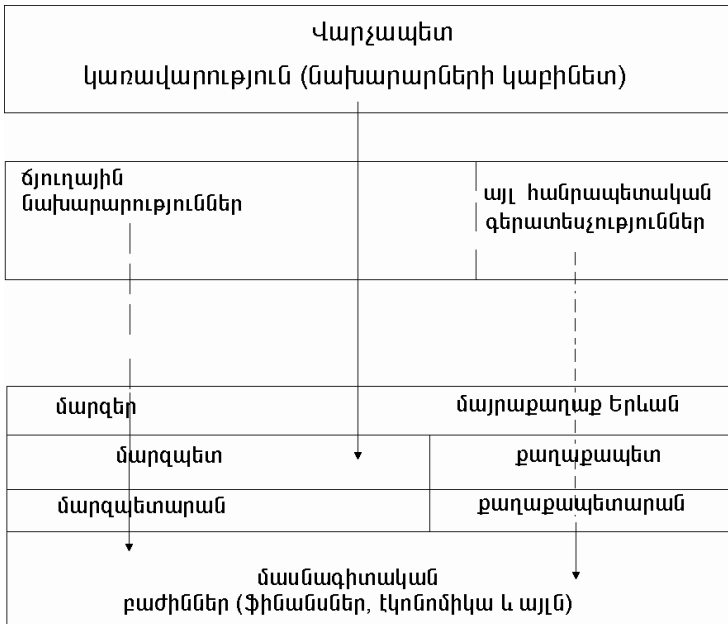 Վարչապետ
կառավարություն (նախարարների կաբինետ)
ճյուղային
նախարարություններ
այլ հանրապետական
գերատեսչություններ
մարզեր
մայրաքաղաք Երևան
մարզպետ
քաղաքապետ
մարզպետարան
քաղաքապետարան
մասնագիտական
բաժիններ (ֆինանսներ, էկոնոմիկա և այլն)